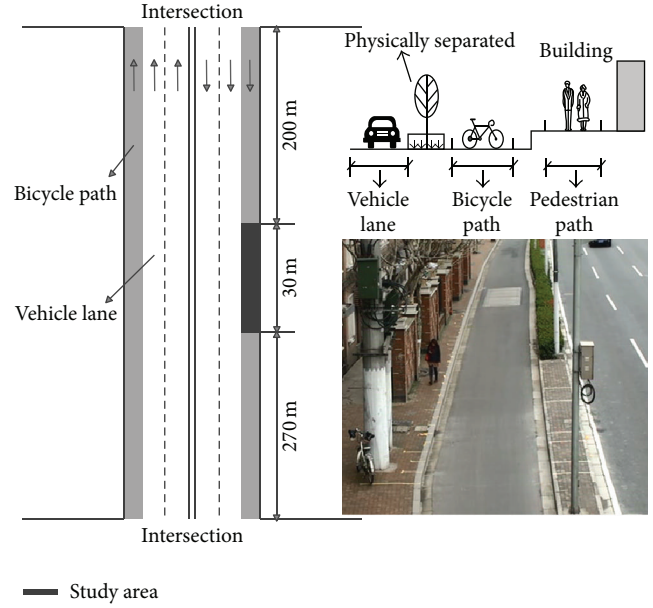 Intersection
200 m
Bicycle path
30 m
Vehicle lane
270 m
Intersection
Study area
Physically separated
Building
Vehicle
lane
Bicycle
path
Pedestrian
path